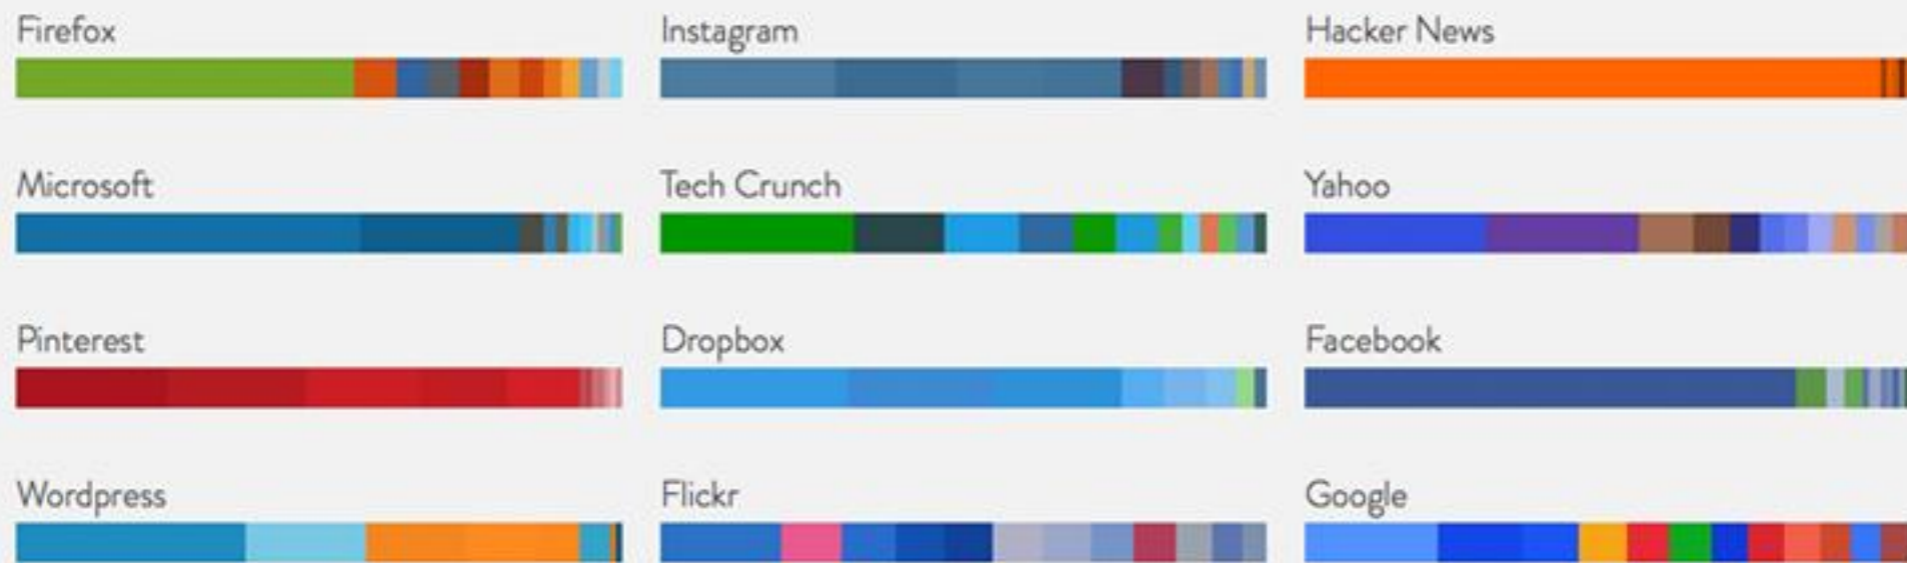 Firefox
Instagram
Hacker News
Microsoft
Tech Crunch
Yahoo
Pinterest
Dropbox
Facebook
Wordpress
Flickr
Google